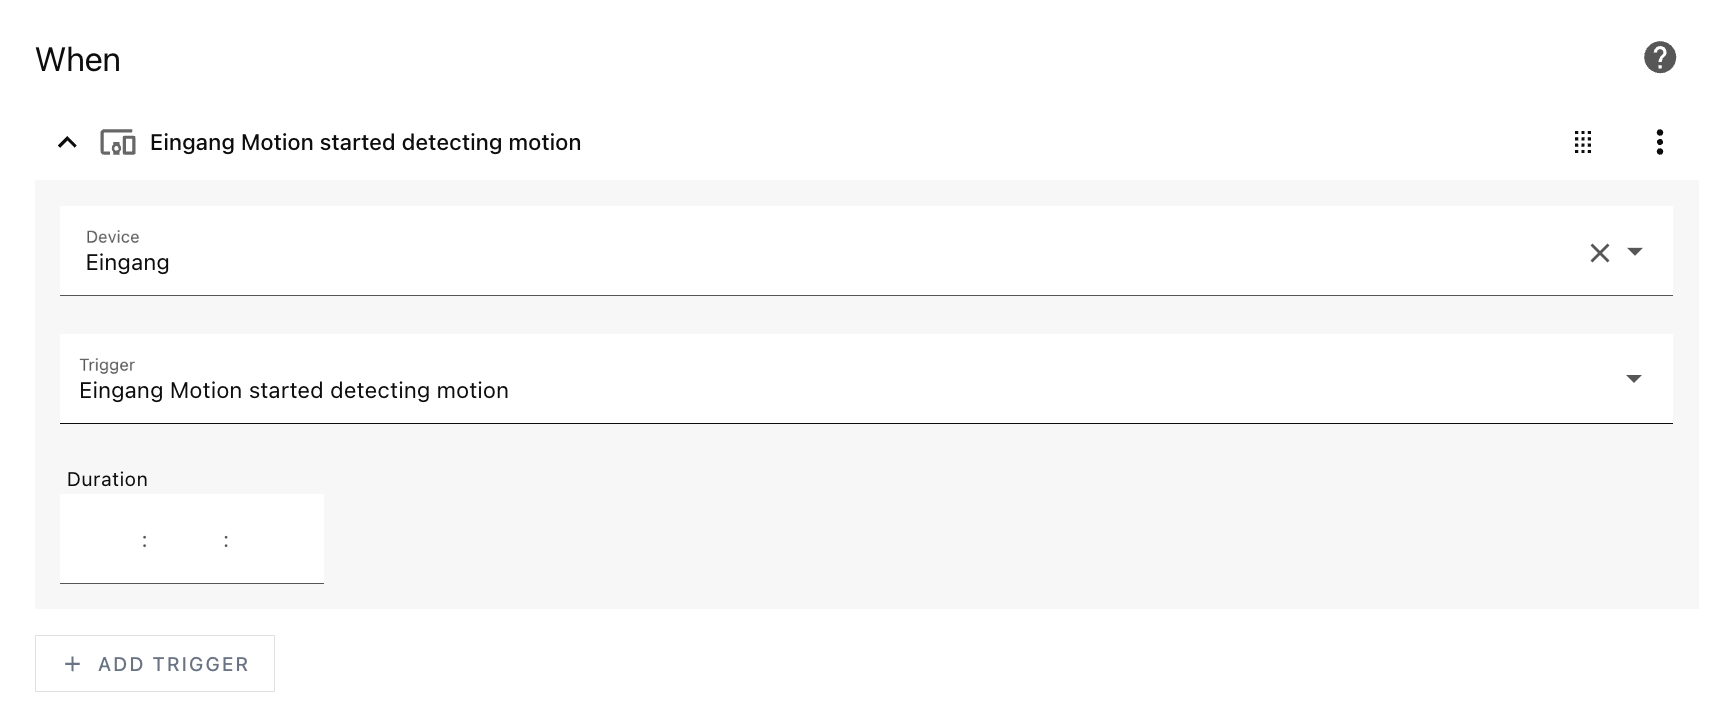 When
Eingang Motion started detecting motion
Device
Eingang
Trigger
Eingang Motion started detecting motion
Duration
: :
+ ADD TRIGGER